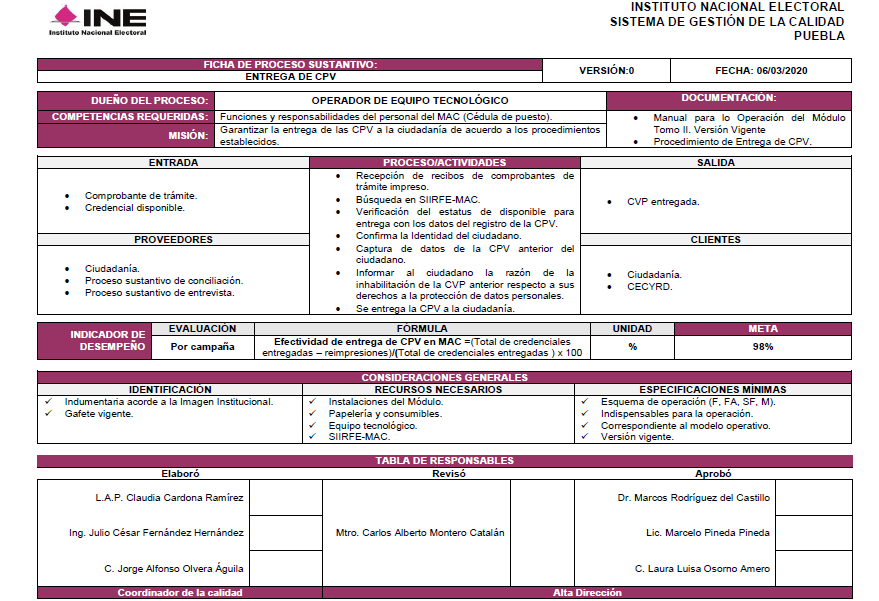 INE
Instituto Nacional Electoral
INSTITUTO NACIONAL ELECTORAL
SISTEMA DE GESTIÓN DE LA CALIDAD
PUEBLA
FICHA DE PROCESO SUSTANTIVO:
ENTREGA DE CPV
VERSIÓN:0
FECHA: 06/03/2020
DUEÑO DEL PROCESO:
OPERADOR DE EQUIPO TECNOLÓGICO
COMPETENCIAS REQUERIDAS:
Funciones y responsabilidades del personal del MAC (Cédula de puesto).
MISIÓN:
Garantizar la entrega de las CPV a la ciudadanía de acuerdo a los procedimientos
establecidos.
DOCUMENTACIÓN:
• Manual para lo Operación del Módulo
Tomo II. Versión Vigente
• Procedimiento de Entrega de CPV.
ENTRADA
• Comprobante de trámite.
• Credencial disponible.
PROVEEDORES
• Ciudadanía.
• Proceso sustantivo de conciliación.
• Proceso sustantivo de entrevista.
PROCESO/ACTIVIDADES
• Recepción de recibos de comprobantes de
trámite impreso.
• Búsqueda en SIIRFE-MAC.
• Verificación del estatus de disponible para
entrega con los datos del registro de la CPV.
• Confirma la Identidad del ciudadano.
• Captura de datos de la CPV anterior del
ciudadano.
• Informar al ciudadano la razón de la
inhabilitación de la CVP anterior respecto a sus
derechos a la protección de datos personales.
• Se entrega la CPV a la ciudadanía.
SALIDA
• CVP entregada.
CLIENTES
• Ciudadanía.
• CECYRD.
INDICADOR DE
DESEMPEÑO
EVALUACIÓN
Por campaña
FÓRMULA
Efectividad de entrega de CPV en MAC =(Total de credenciales
entregadas – reimpresiones)/(Total de credenciales entregadas ) x 100
UNIDAD
%
META
98%
CONSIDERACIONES GENERALES
IDENTIFICACIÓN
✓ Indumentaria acorde a la Imagen Institucional.
✓ Gafete vigente.
RECURSOS NECESARIOS
✓ Instalaciones del Módulo.
✓ Papelería y consumibles.
✓ Equipo tecnológico.
✓ SIIRFE-MAC.
ESPECIFICACIONES MÍNIMAS
✓ Esquema de operación (F, FA, SF, M).
✓ Indispensables para la operación.
✓ Correspondiente al modelo operativo.
✓ Versión vigente.
TABLA DE RESPONSABLES
Elaboró
Revisó
Aprobó
L.A.P. Claudia Cardona Ramírez
Ing. Julio César Fernández Hernández
C. Jorge Alfonso Olvera Águila
Mtro. Carlos Alberto Montero Catalán
Dr. Marcos Rodríguez del Castillo
Lic. Marcelo Pineda Pineda
C. Laura Luisa Osorno Amero
Coordinador de la calidad
Alta Dirección